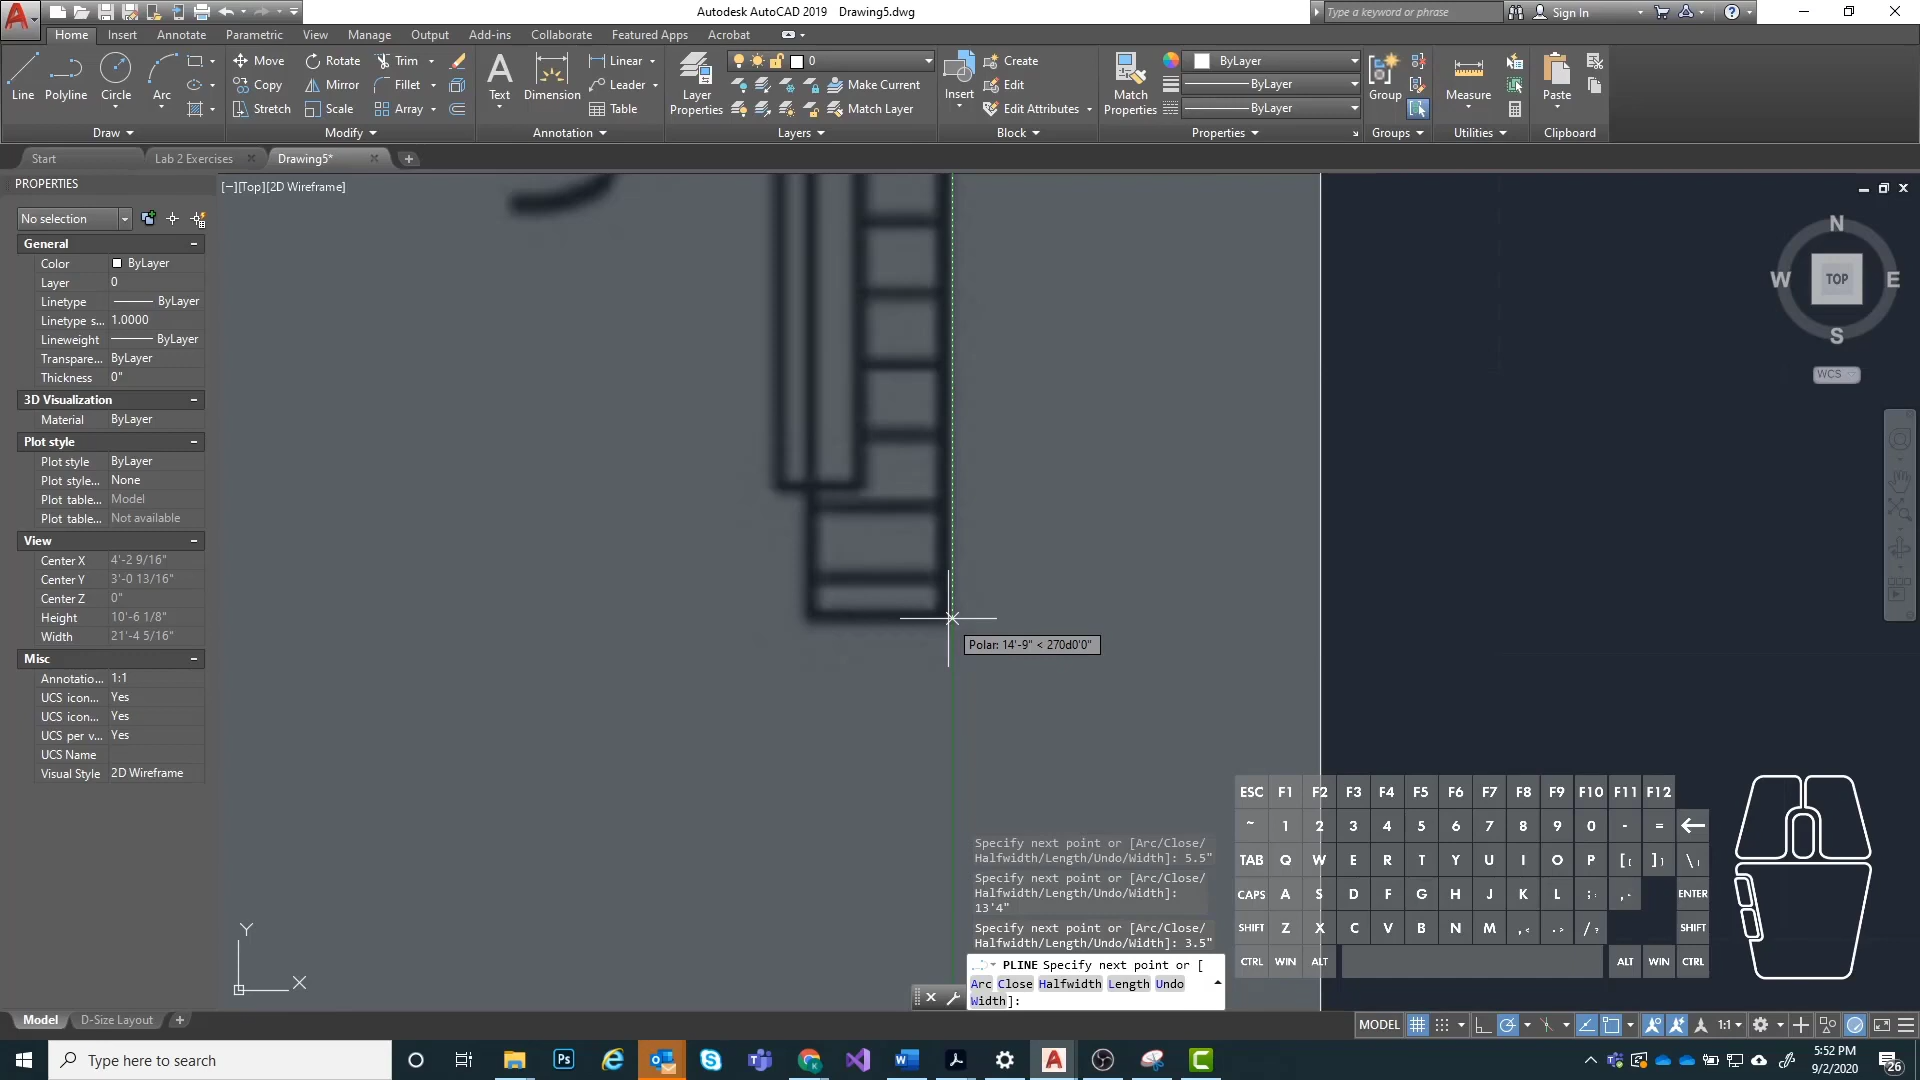 Autodesk AutoCAD 2019 Drawing5.dwg
Type a keyword or phrase
Sign In
Home Insert Annotate Parametric View Manage Output Add-ins Collaborate Featured Apps Acrobat
Line Polyline Circle Arc
Move Rotate Trim
Copy Mirror Fillet
Stretch Scale Array
Text Dimension
Linear
Leader
Table
Layer Properties
0
Make Current
Match Layer
Insert
Create
Edit
Edit Attributes
Match Properties
ByLayer
ByLayer
ByLayer
Group Measure Paste
Draw Modify Annotation Layers Block Properties Groups Utilities Clipboard
Start Lab 2 Exercises Drawing5*
PROPERTIES
[−][Top][2D Wireframe]
No selection
General
Color ByLayer
Layer 0
Linetype ByLayer
Linetype s... 1.0000
Lineweight ByLayer
Transpare... ByLayer
Thickness 0"
3D Visualization
Material ByLayer
Plot style
Plot style ByLayer
Plot style... None
Plot table... Model
Plot table... Not available
View
Center X 4'-2 9/16"
Center Y 3'-0 13/16"
Center Z 0"
Height 10'-6 1/8"
Width 21'-4 5/16"
Misc
Annotatio... 1:1
UCS icon... Yes
UCS icon... Yes
UCS per v... Yes
UCS Name
Visual Style 2D Wireframe
N
W TOP E
S
WCS
Polar: 14'-9" < 270d0'0"
Specify next point or [Arc/Close/
Halfwidth/Length/Undo/Width]: 5.5"
Specify next point or [Arc/Close/
Halfwidth/Length/Undo/Width]:
13'4"
Specify next point or [Arc/Close/
Halfwidth/Length/Undo/Width]: 3.5"
PLINE Specify next point or [
Arc Close Halfwidth Length Undo
Width]:
Y
X
ESC F1 F2 F3 F4 F5 F6 F7 F8 F9 F10 F11 F12
~ 1 2 3 4 5 6 7 8 9 0 - =
TAB Q W E R T Y U I O P [{ ]} \|
CAPS A S D F G H J K L ;: ,. ENTER
SHIFT Z X C V B N M ,< .> /? SHIFT
CTRL WIN ALT ALT WIN CTRL
Model D-Size Layout
MODEL 1:1
Type here to search
5:52 PM
9/2/2020
26